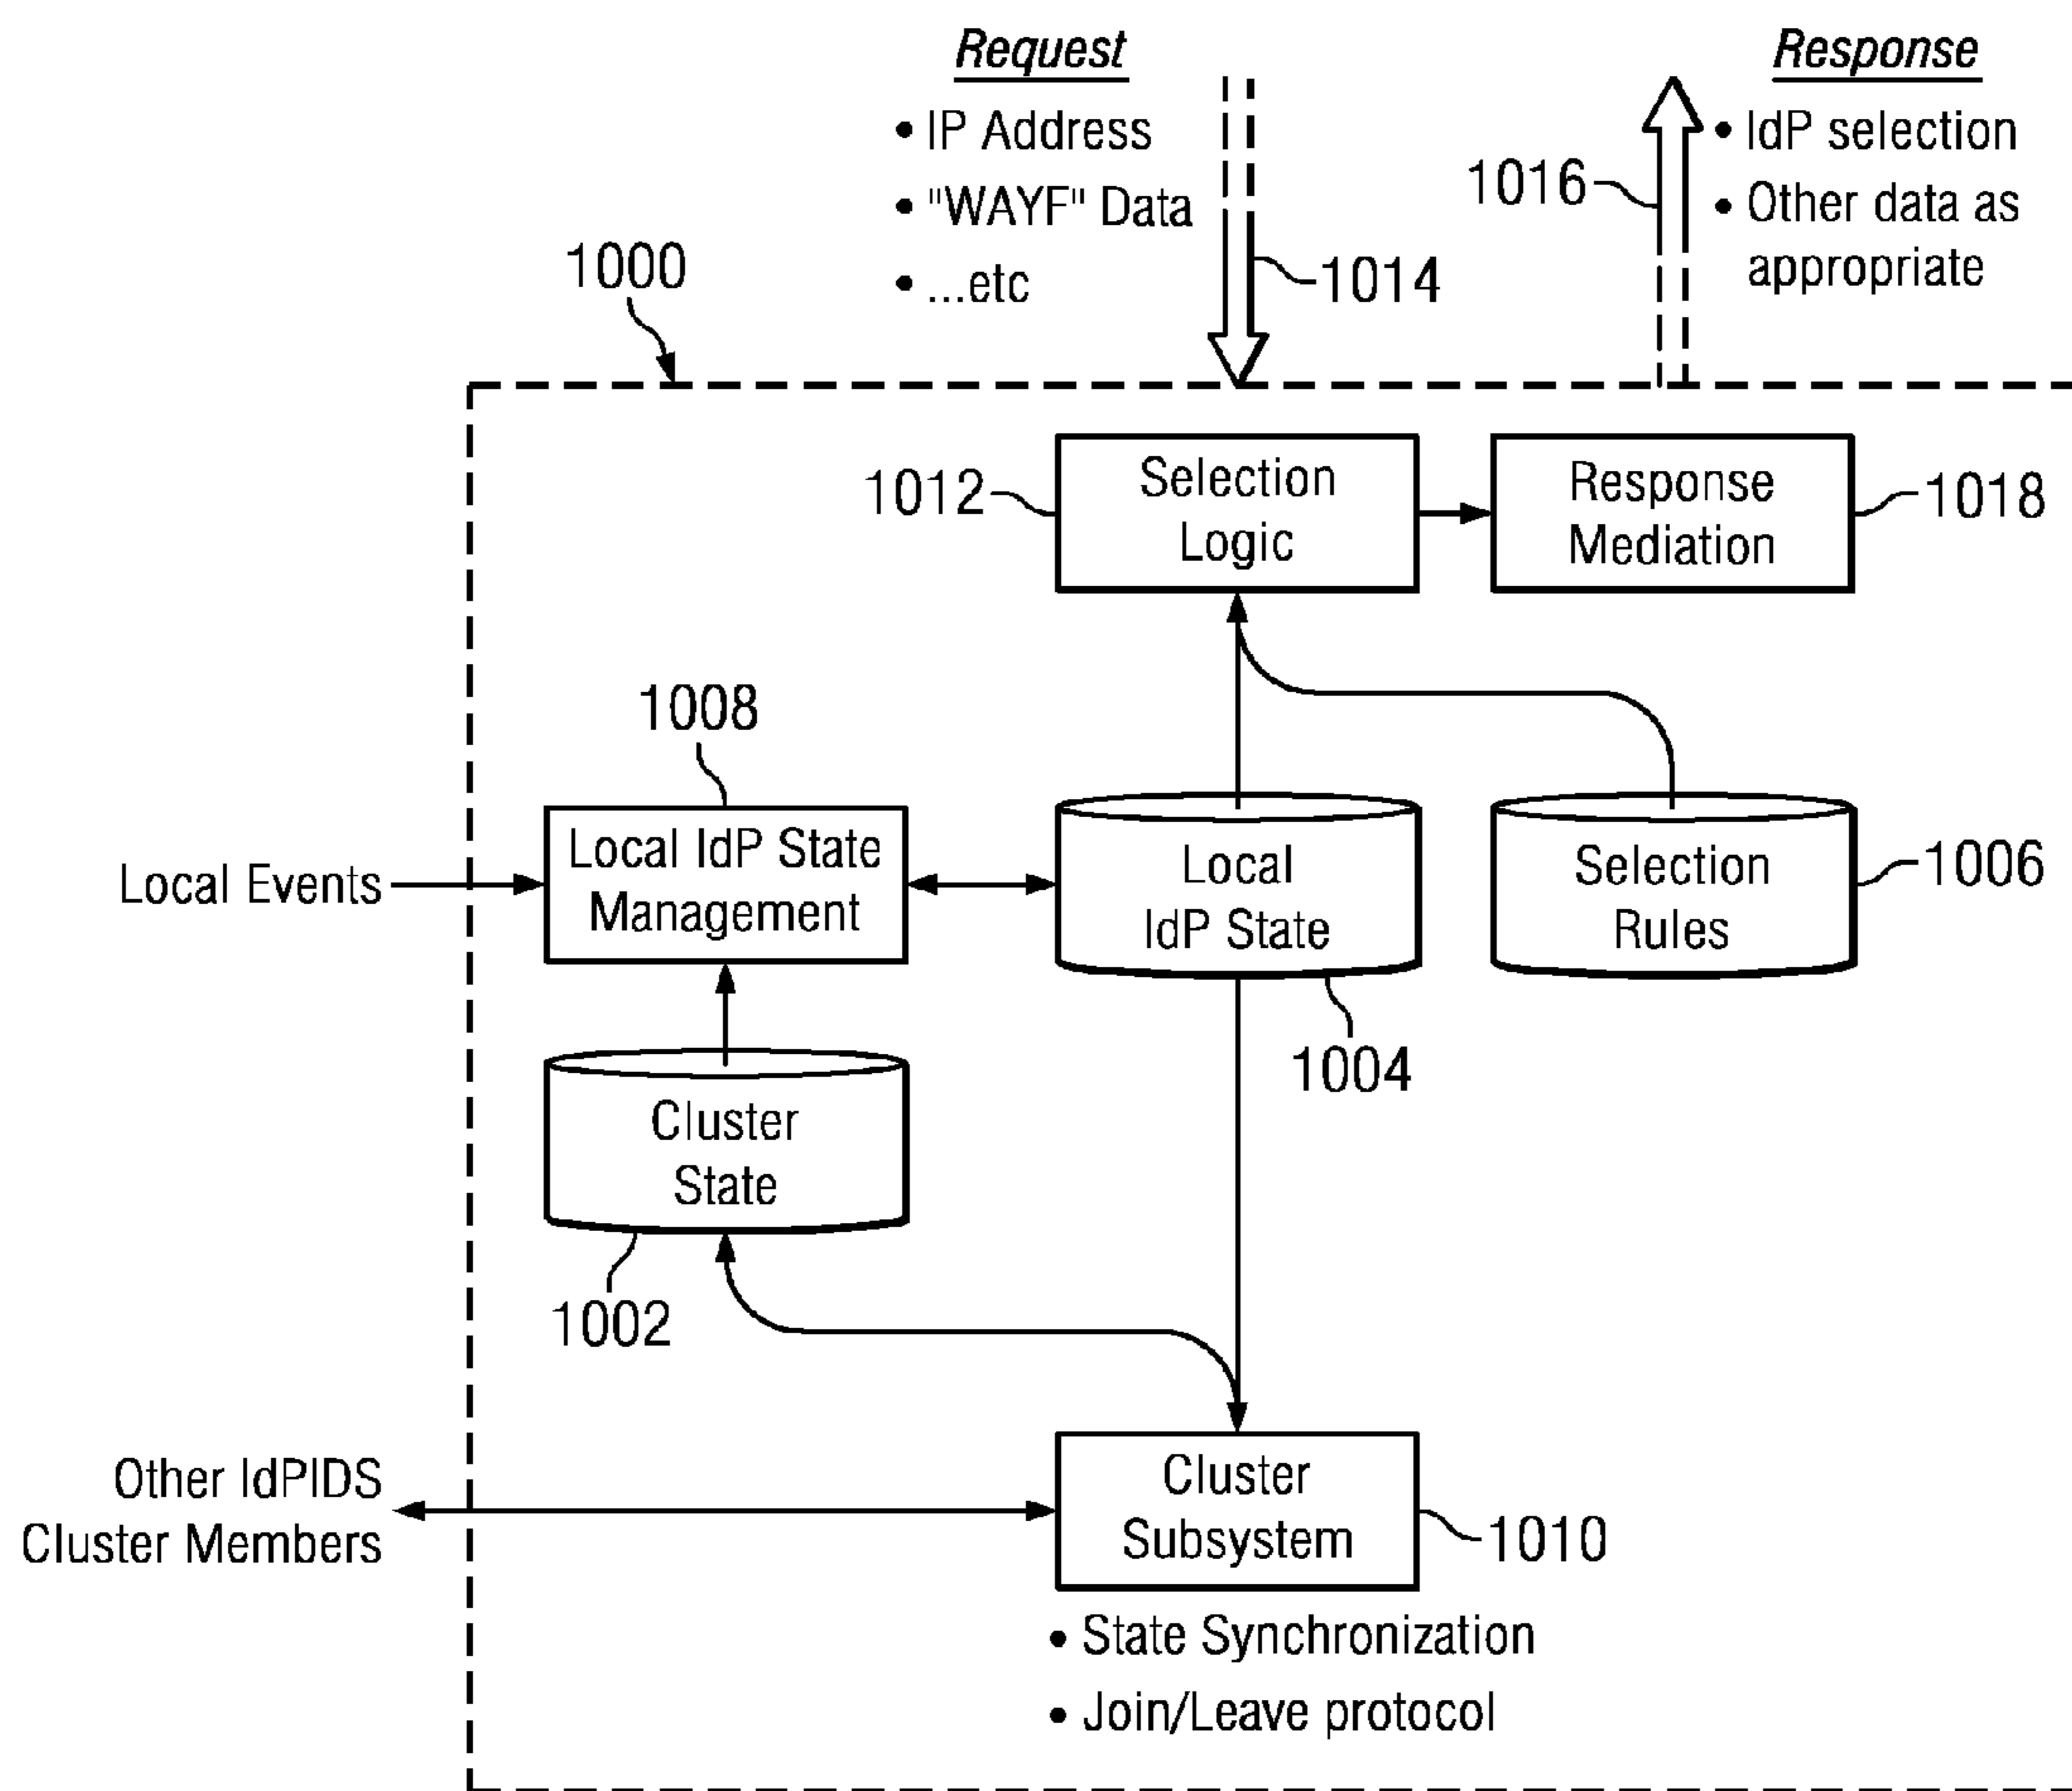 Request
• IP Address
• "WAYF" Data
• ...etc
1014
Response
• IdP selection
• Other data as
appropriate
1016
1000
1012
Selection
Logic
Response
Mediation
1018
1008
Local Events
Local IdP State
Management
Local
IdP State
1004
Selection
Rules
1006
Cluster
State
1002
Other IdPIDS
Cluster Members
Cluster
Subsystem
1010
• State Synchronization
• Join/Leave protocol